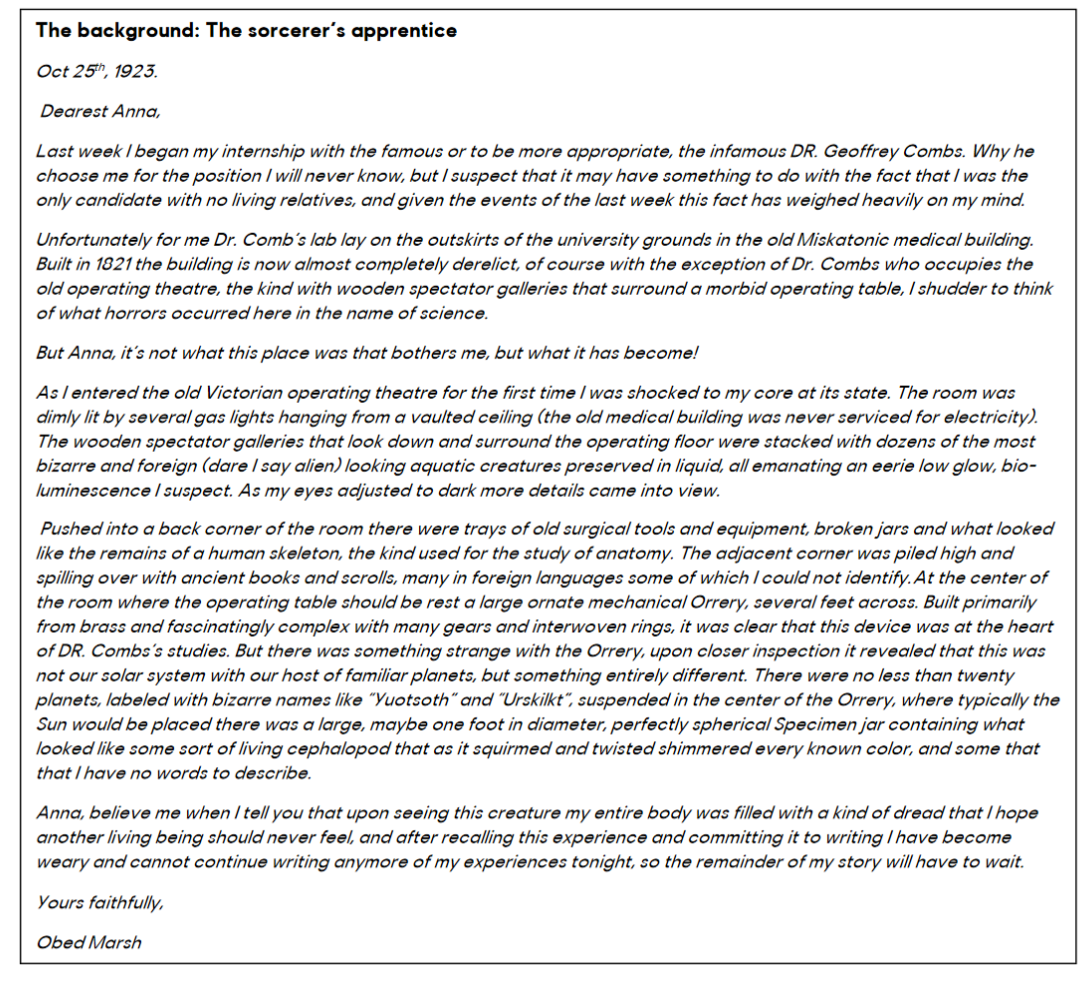 The background: The sorcerer's apprentice
Oct 25th, 1923.
Dearest Anna,
Last week I began my internship with the famous or to be more appropriate, the infamous DR. Geoffrey Combs. Why he
choose me for the position I will never know, but I suspect that it may have something to do with the fact that I was the
only candidate with no living relatives, and given the events of the last week this fact has weighed heavily on my mind.
Unfortunately for me Dr. Comb's lab lay on the outskirts of the university grounds in the old Miskatonic medical building.
Built in 1821 the building is now almost completely derelict, of course with the exception of Dr. Combs who occupies the
old operating theatre, the kind with wooden spectator galleries that surround a morbid operating table, I shudder to think
of what horrors occurred here in the name of science.
But Anna, it's not what this place was that bothers me, but what it has become!
As I entered the old Victorian operating theatre for the first time I was shocked to my core at its state. The room was
dimly lit by several gas lights hanging from a vaulted ceiling (the old medical building was never serviced for electricity).
The wooden spectator galleries that look down and surround the operating floor were stacked with dozens of the most
bizarre and foreign (dare I say alien) looking aquatic creatures preserved in liquid, all emanating an eerie low glow, bio-
luminescence I suspect. As my eyes adjusted to dark more details came into view.
Pushed into a back corner of the room there were trays of old surgical tools and equipment, broken jars and what looked
like the remains of a human skeleton, the kind used for the study of anatomy. The adjacent corner was piled high and
spilling over with ancient books and scrolls, many in foreign languages some of which I could not identify. At the center of
the room where the operating table should be rest a large ornate mechanical Orrery, several feet across. Built primarily
from brass and fascinatingly complex with many gears and interwoven rings, it was clear that this device was at the heart
of DR. Combs's studies. But there was something strange with the Orrery, upon closer inspection it revealed that this was
not our solar system with our host of familiar planets, but something entirely different. There were no less than twenty
planets, labeled with bizarre names like "Yuotsoth" and "Urskilkt", suspended in the center of the Orrery, where typically the
Sun would be placed there was a large, maybe one foot in diameter, perfectly spherical Specimen jar containing what
looked like some sort of living cephalopod that as it squirmed and twisted shimmered every known color, and some that
that I have no words to describe.
Anna, believe me when I tell you that upon seeing this creature my entire body was filled with a kind of dread that I hope
another living being should never feel, and after recalling this experience and committing it to writing I have become
weary and cannot continue writing anymore of my experiences tonight, so the remainder of my story will have to wait.
Yours faithfully,
Obed Marsh